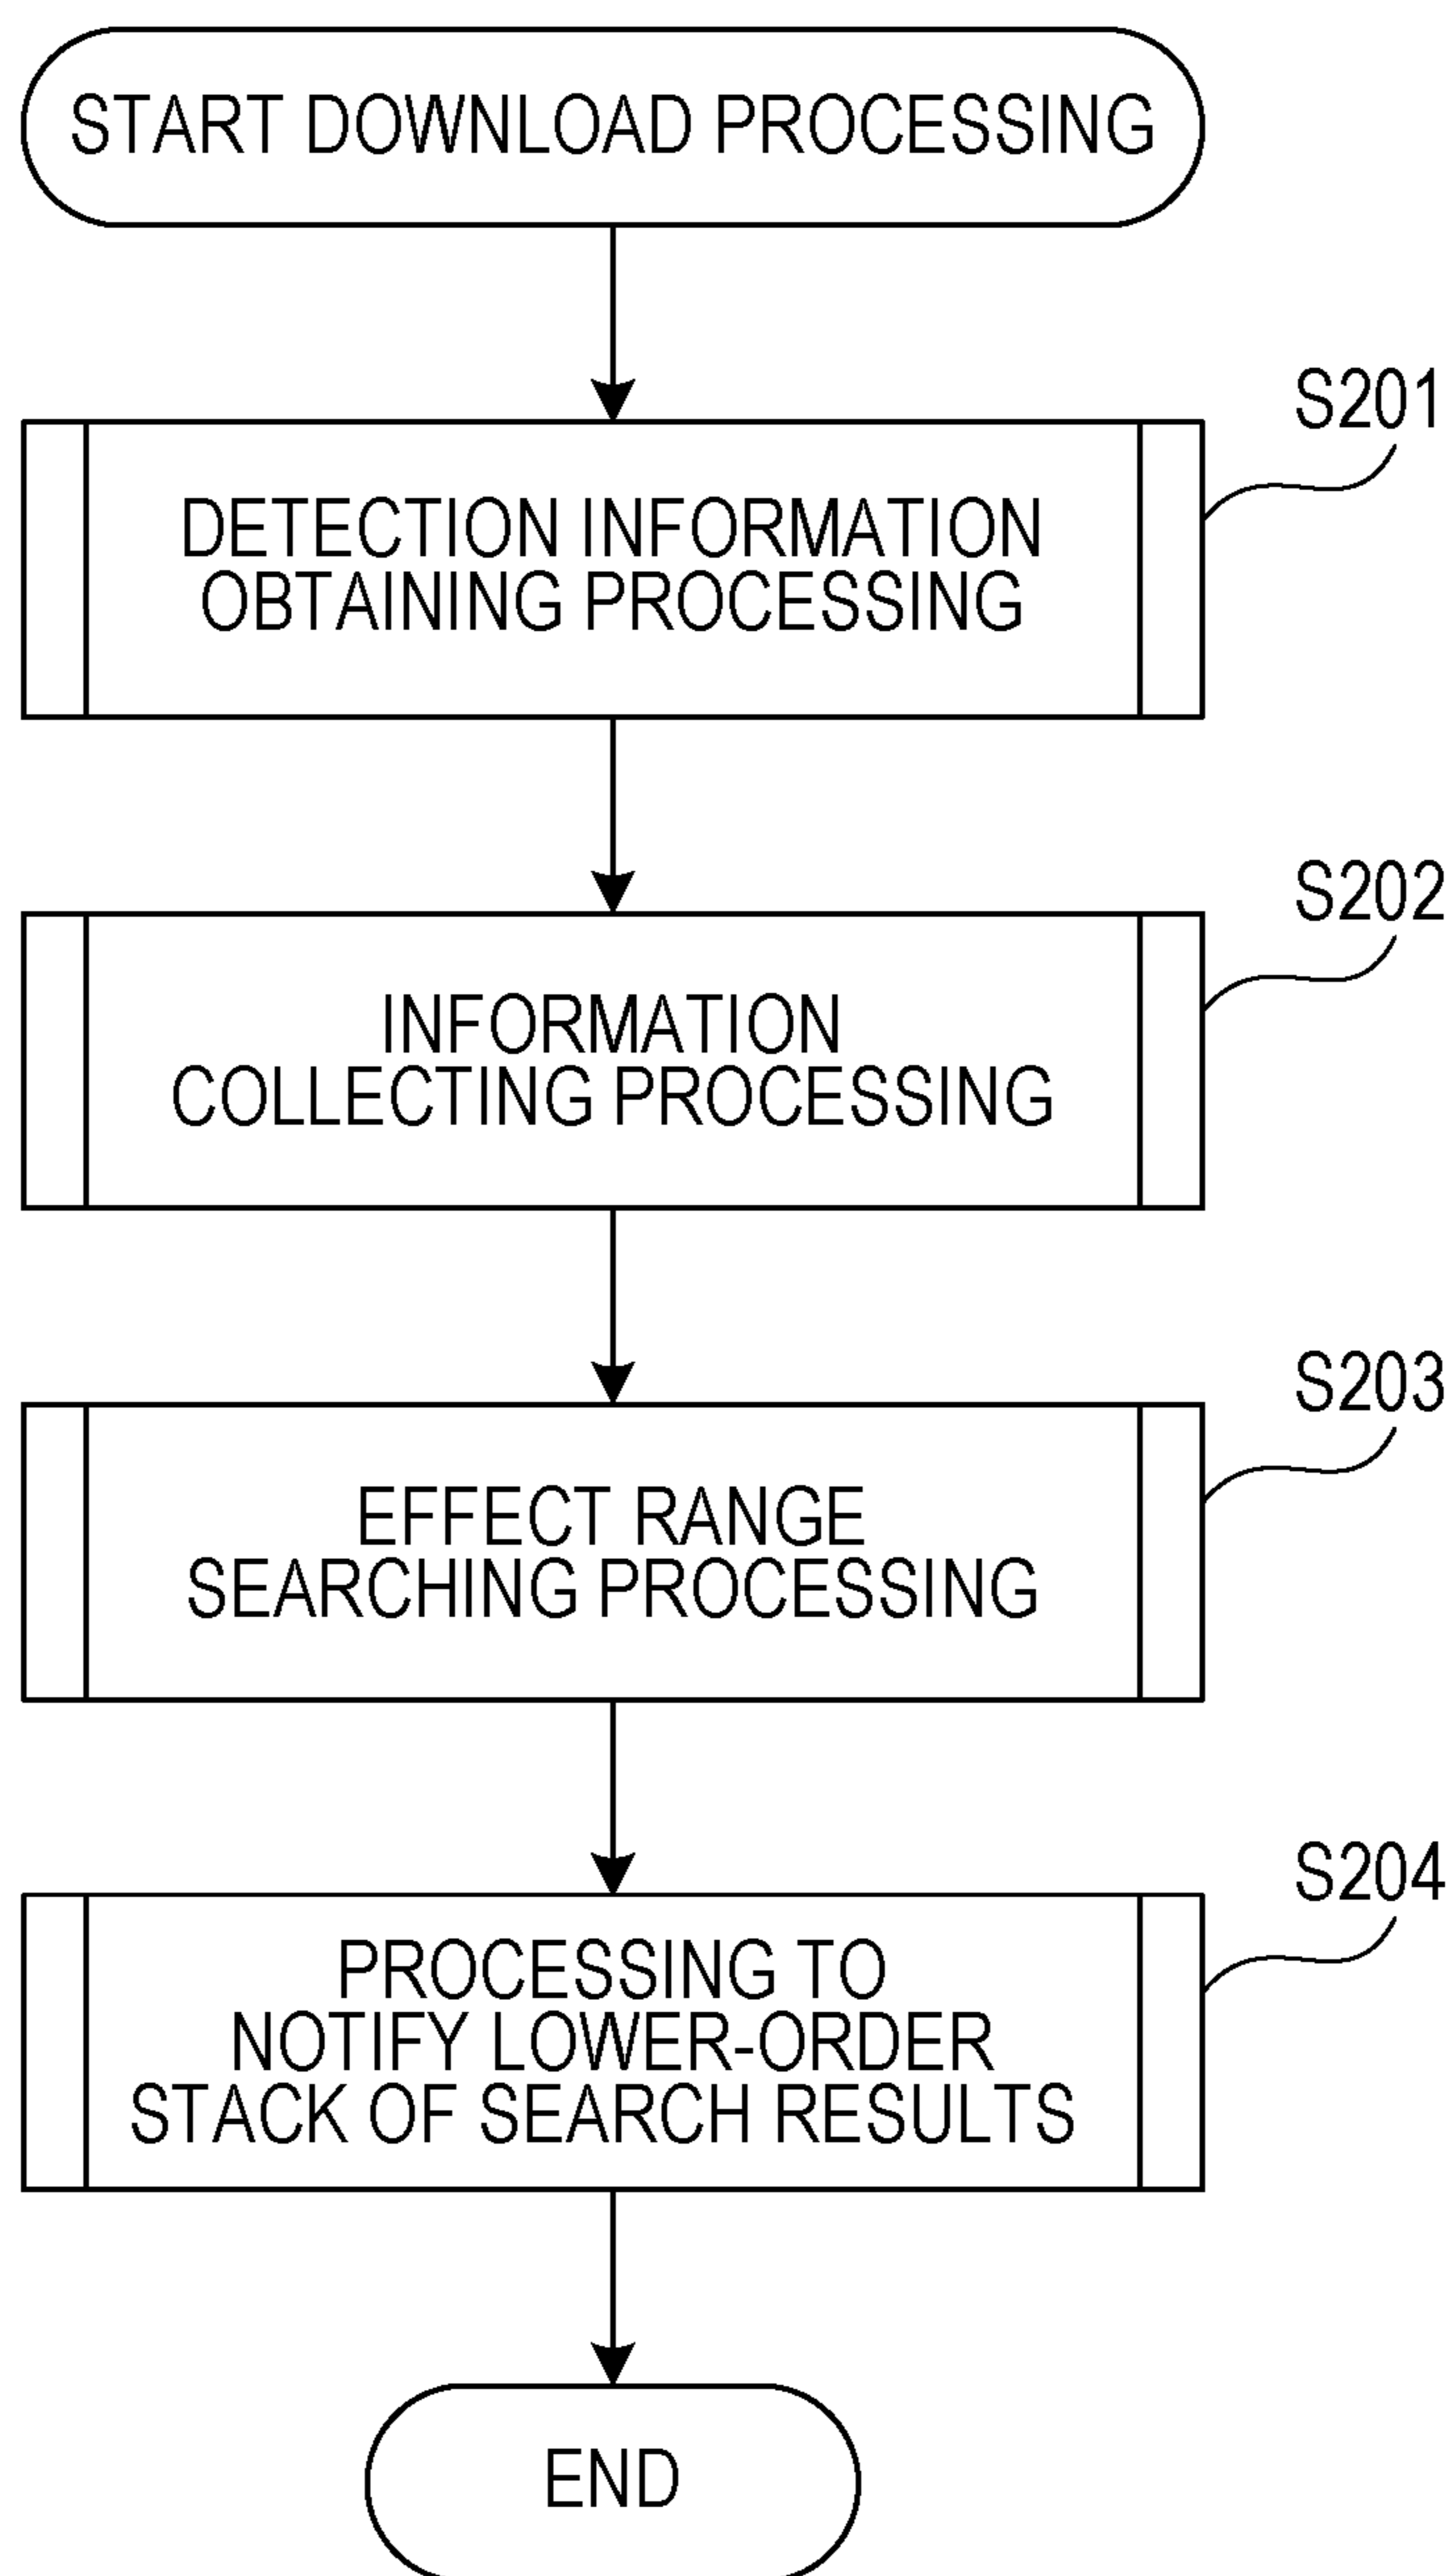 START DOWNLOAD PROCESSING
S201
DETECTION INFORMATION
OBTAINING PROCESSING
S202
INFORMATION
COLLECTING PROCESSING
S203
EFFECT RANGE
SEARCHING PROCESSING
S204
PROCESSING TO
NOTIFY LOWER-ORDER
STACK OF SEARCH RESULTS
END